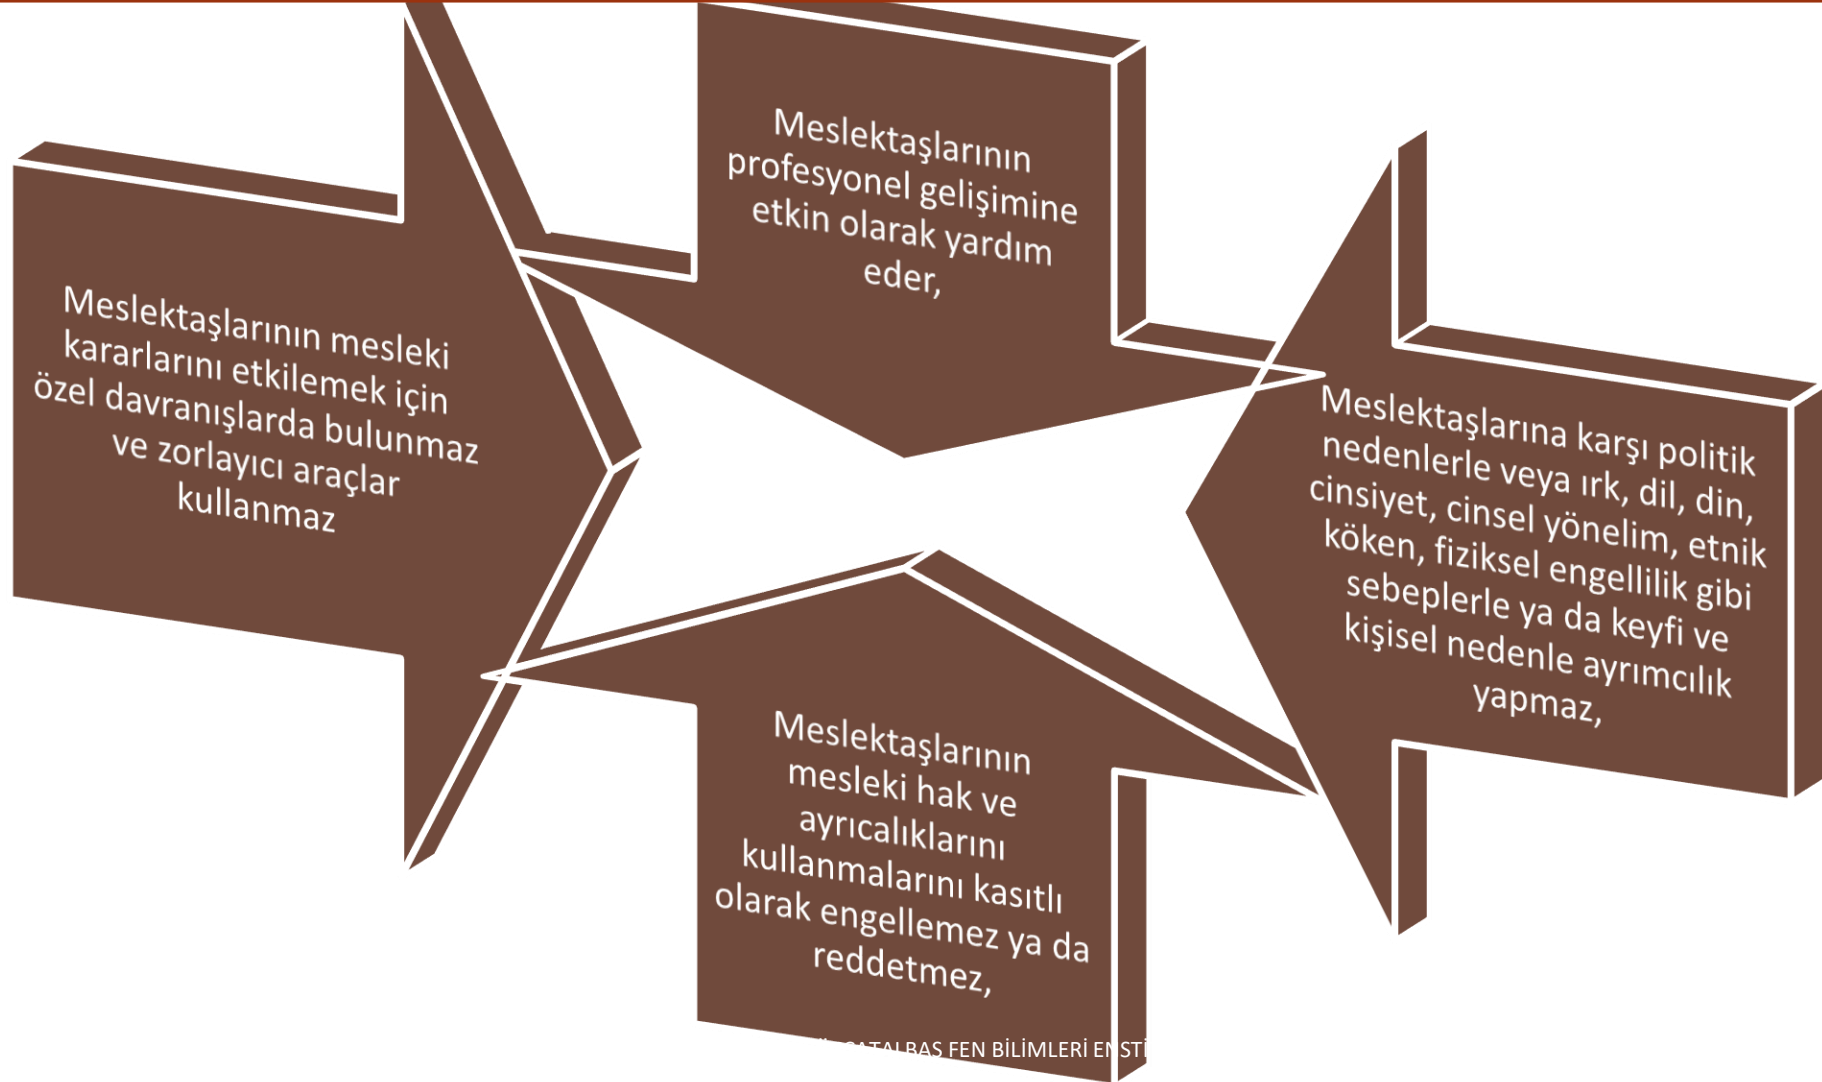 Meslektaşlarının
profesyonel gelişimine
etkin olarak yardım
eder,
Meslektaşlarının mesleki
kararlarını etkilemek için
özel davranışlarda bulunmaz
ve zorlayıcı araçlar
kullanmaz
Meslektaşlarına karşı politik
nedenlerle veya ırk, dil, din,
cinsiyet, cinsel yönelim, etnik
köken, fiziksel engellilik gibi
sebeplerle ya da keyfi ve
kişisel nedenle ayrımcılık
yapmaz,
Meslektaşlarının
mesleki hak ve
ayrıcalıklarını
kullanmalarını kasıtlı
olarak engellemez ya da
reddetmez,
FEN BİLİMLERİ